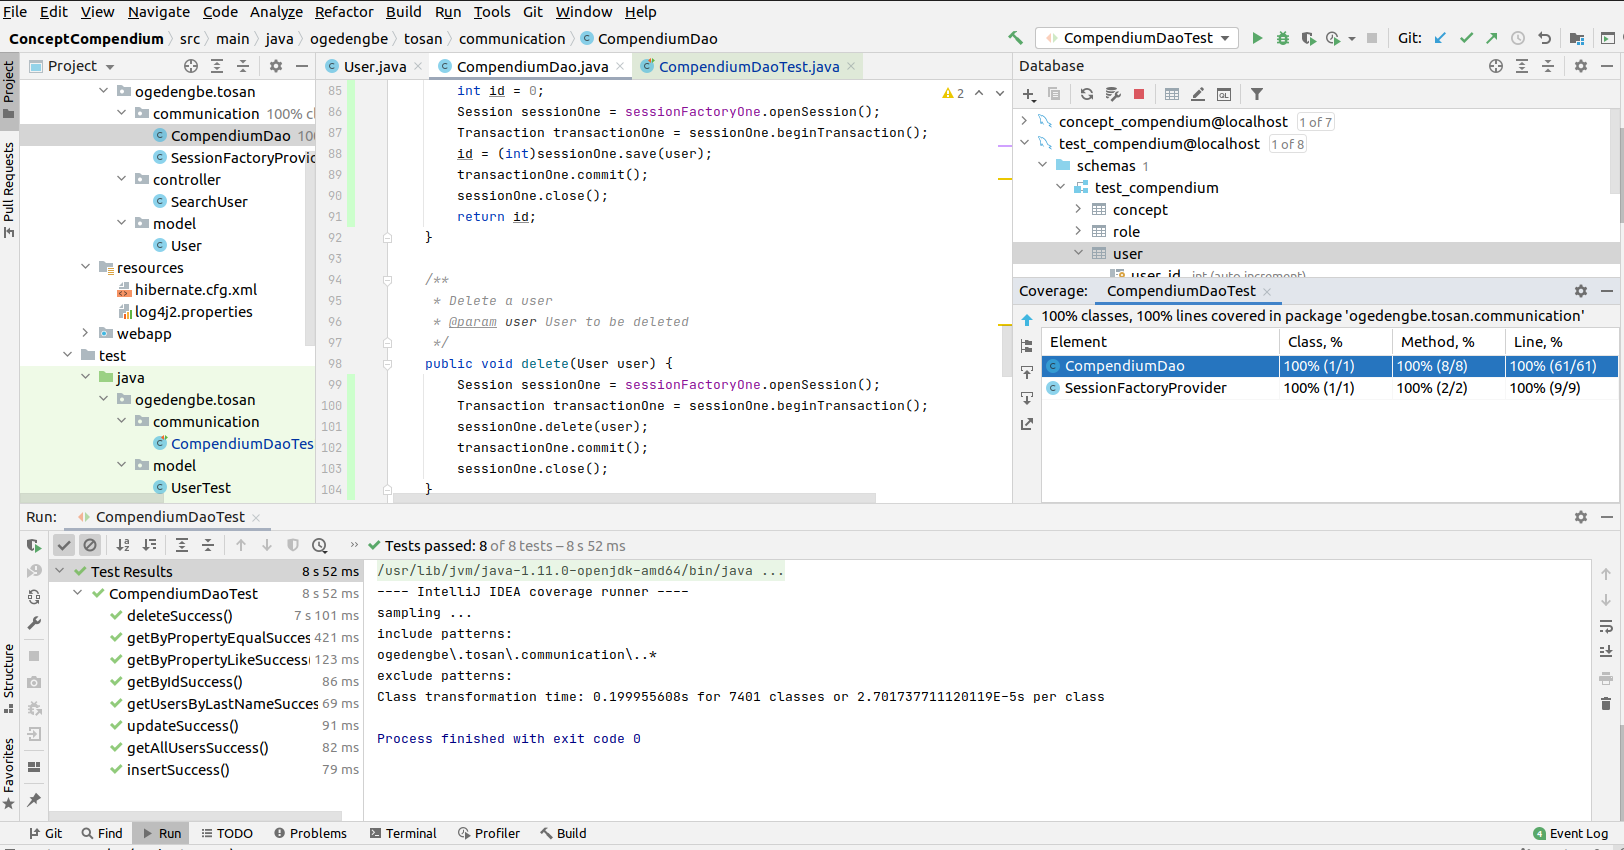 File Edit View Navigate Code Analyze Refactor Build Run Tools Git Window Help
ConceptCompendium src main java ogedengbe tosan communication CompendiumDao
CompendiumDaoTest
Git:
Project
User.java
CompendiumDao.java
CompendiumDaoTest.java
Database
Project
Pull Requests
Structure
Favorites
ogedengbe.tosan
communication 100% cl
CompendiumDao 10
SessionFactoryProvid
controller
SearchUser
model
User
resources
hibernate.cfg.xml
log4j2.properties
webapp
test
java
ogedengbe.tosan
communication
CompendiumDaoTes
model
UserTest
2
85 int id = 0;
86 Session sessionOne = sessionFactoryOne.openSession();
87 Transaction transactionOne = sessionOne.beginTransaction();
88 id = (int)sessionOne.save(user);
89 transactionOne.commit();
90 sessionOne.close();
91 return id;
92 }
93
94 /**
95 * Delete a user
96 * @param user User to be deleted
97 */
98 public void delete(User user) {
99 Session sessionOne = sessionFactoryOne.openSession();
100 Transaction transactionOne = sessionOne.beginTransaction();
101 sessionOne.delete(user);
102 transactionOne.commit();
103 sessionOne.close();
104 }
QL
concept_compendium@localhost 1 of 7
test_compendium@localhost 1 of 8
schemas 1
test_compendium
concept
role
user
user_id int (auto increment)
Coverage: CompendiumDaoTest
100% classes, 100% lines covered in package 'ogedengbe.tosan.communication'
Element Class, % Method, % Line, %
CompendiumDao 100% (1/1) 100% (8/8) 100% (61/61)
SessionFactoryProvider 100% (1/1) 100% (2/2) 100% (9/9)
Run: CompendiumDaoTest
Tests passed: 8 of 8 tests – 8 s 52 ms
Test Results 8 s 52 ms
CompendiumDaoTest 8 s 52 ms
deleteSuccess() 7 s 101 ms
getByPropertyEqualSucces 421 ms
getByPropertyLikeSuccess( 123 ms
getByIdSuccess() 86 ms
getUsersByLastNameSucces 69 ms
updateSuccess() 91 ms
getAllUsersSuccess() 82 ms
insertSuccess() 79 ms
/usr/lib/jvm/java-1.11.0-openjdk-amd64/bin/java ...
---- IntelliJ IDEA coverage runner ----
sampling ...
include patterns:
ogedengbe\.tosan\.communication\..*
exclude patterns:
Class transformation time: 0.199955608s for 7401 classes or 2.701737711120119E-5s per class
Process finished with exit code 0
Git Find Run TODO Problems Terminal Profiler Build
4 Event Log